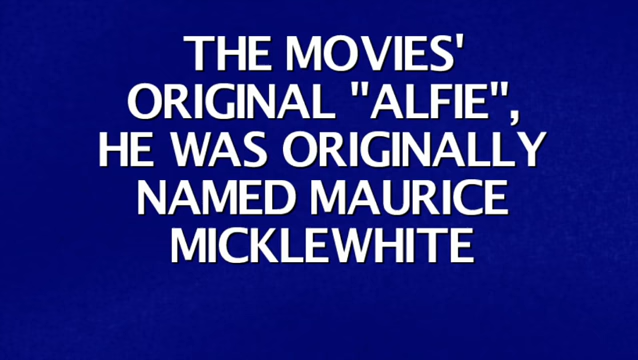 THE MOVIES'
ORIGINAL "ALFIE",
HE WAS ORIGINALLY
NAMED MAURICE
MICKLEWHITE